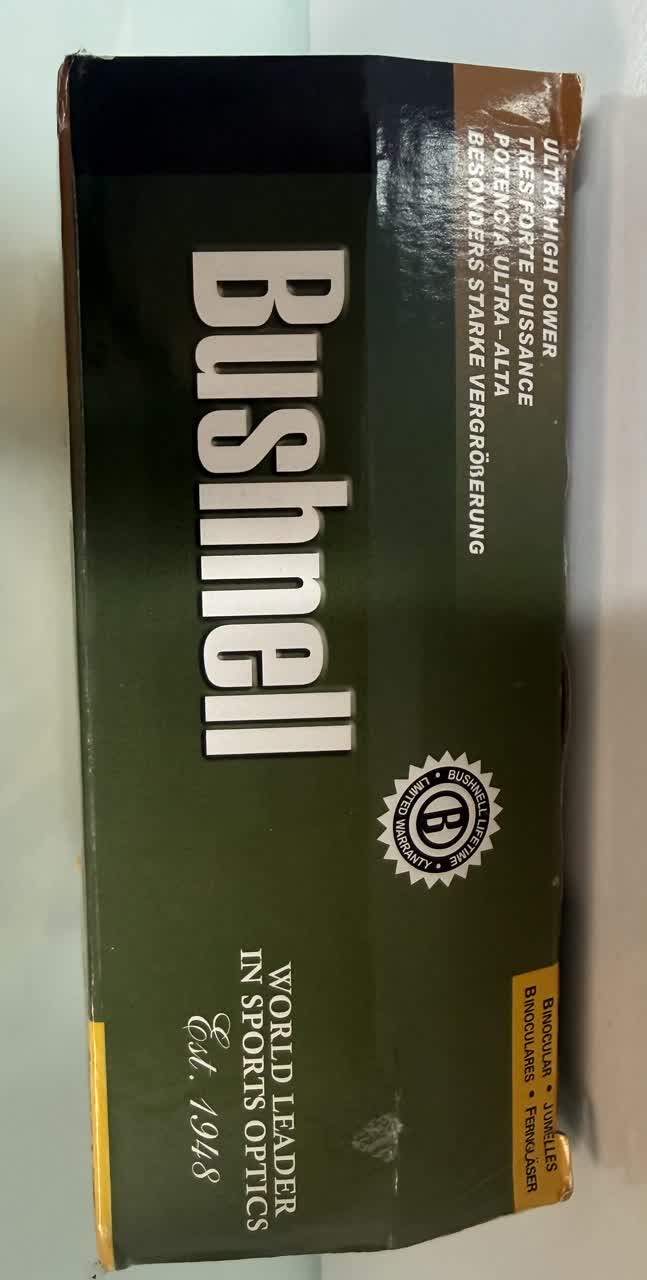 ULTRA HIGH POWER
TRES FORTE PUISSANCE
POTENCIA ULTRA-ALTA
BESONDERS STARKE VERGRÖßERUNG
Bushnell
BUSHNELL LIFETIME
• LIMITED WARRANTY •
B
BINOCULAR • JUMELLES
BINOCULARES • FERNGLÄSER
WORLD LEADER
IN SPORTS OPTICS
Est. 1948